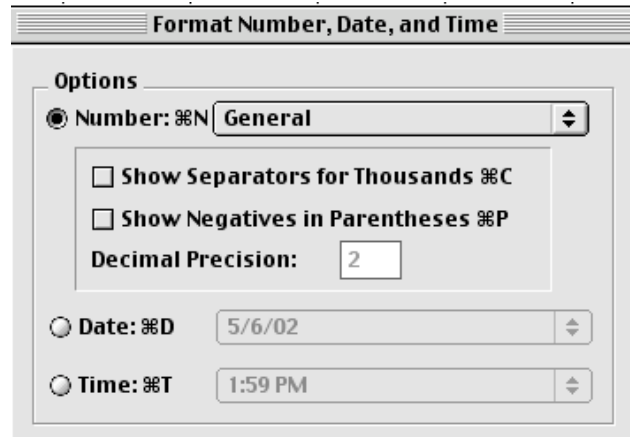 Format Number, Date, and Time
Options
Number: ⌘N General
Show Separators for Thousands ⌘C
Show Negatives in Parentheses ⌘P
Decimal Precision: 2
Date: ⌘D 5/6/02
Time: ⌘T 1:59 PM